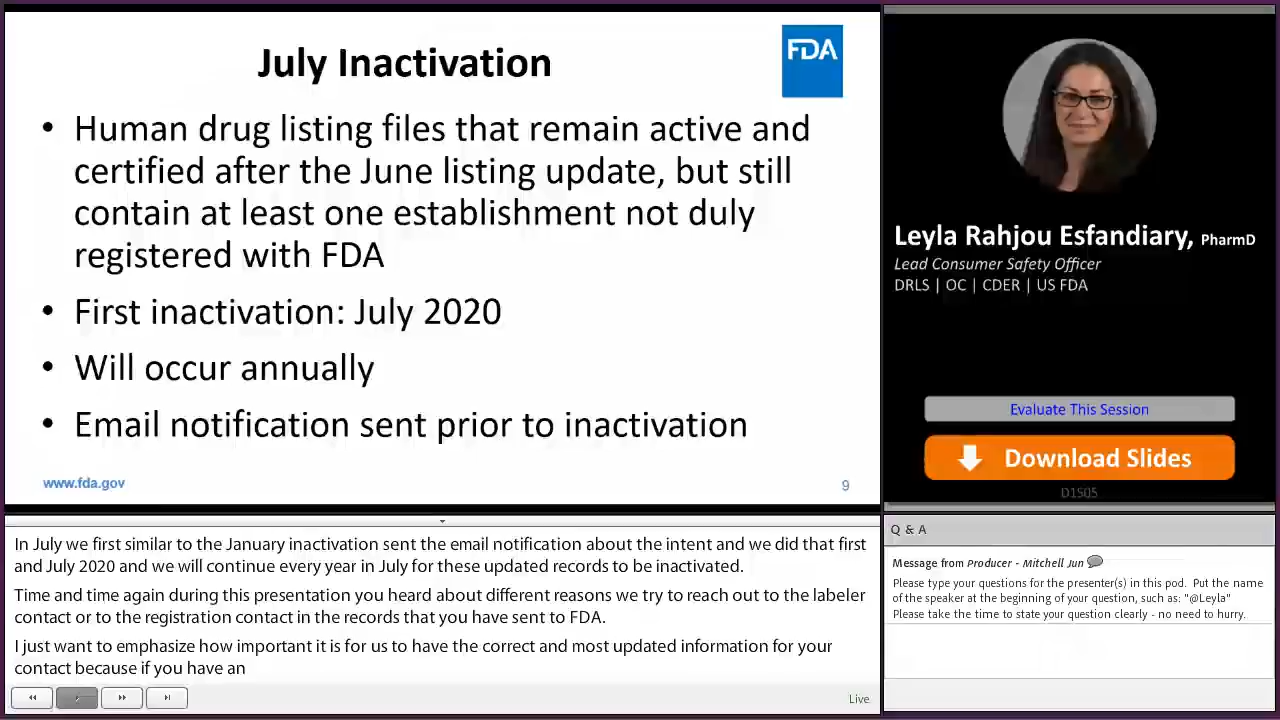 July Inactivation
FDA
• Human drug listing files that remain active and
certified after the June listing update, but still
contain at least one establishment not duly
registered with FDA
• First inactivation: July 2020
• Will occur annually
• Email notification sent prior to inactivation
www.fda.gov
9
Leyla Rahjou Esfandiary, PharmD
Lead Consumer Safety Officer
DRLS | OC | CDER | US FDA
Evaluate This Session
Download Slides
D1S05
In July we first similar to the January inactivation sent the email notification about the intent and we did that first
and July 2020 and we will continue every year in July for these updated records to be inactivated.
Time and time again during this presentation you heard about different reasons we try to reach out to the labeler
contact or to the registration contact in the records that you have sent to FDA.
I just want to emphasize how important it is for us to have the correct and most updated information for your
contact because if you have an
Live
Q & A
Message from Producer - Mitchell Jun
Please type your questions for the presenter(s) in this pod. Put the name
of the speaker at the beginning of your question, such as: "@Leyla"
Please take the time to state your question clearly - no need to hurry.